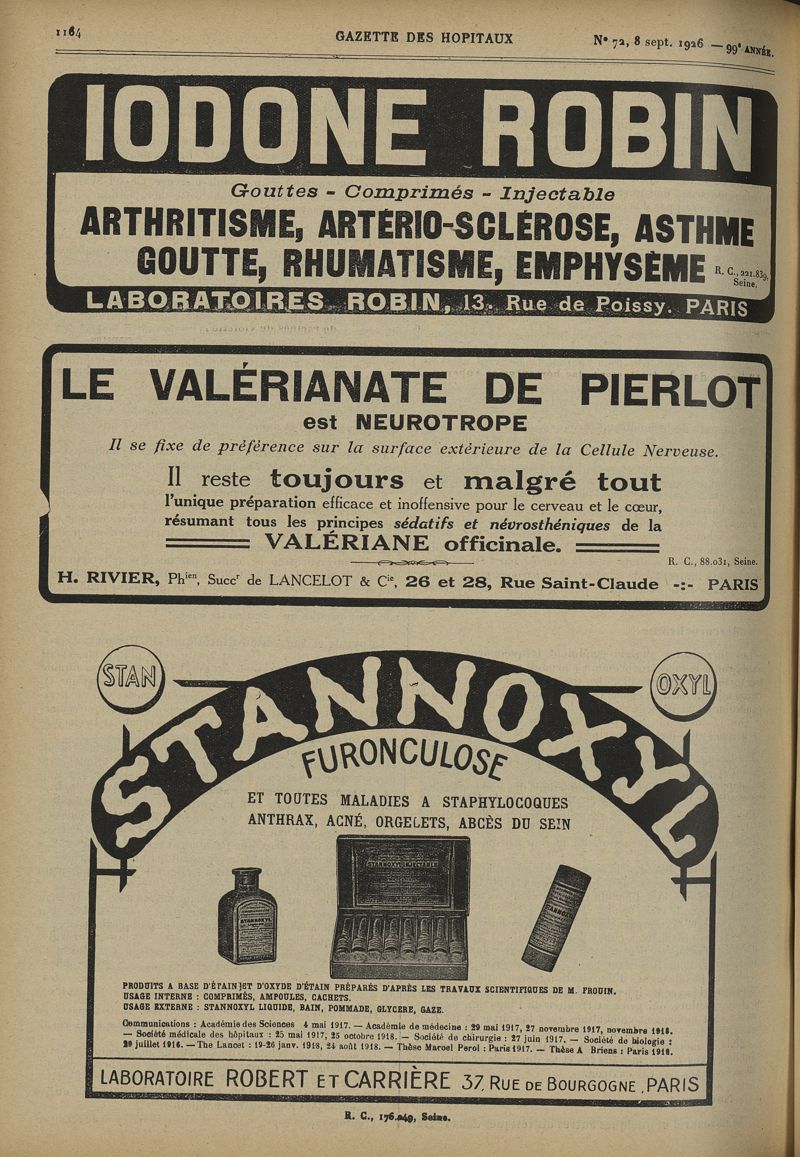 1164
GAZETTE DES HOPITAUX
N° 72, 8 sept. 1926 — 99e ANNÉE.
IODONE ROBIN
Gouttes - Comprimés - Injectable
ARTHRITISME, ARTÉRIO-SCLÉROSE, ASTHME
GOUTTE, RHUMATISME, EMPHYSÈME
R. C., 221.839,
Seine.
LABORATOIRES ROBIN, 13. Rue de Poissy. PARIS
LE VALÉRIANATE DE PIERLOT
est NEUROTROPE
Il se fixe de préférence sur la surface extérieure de la Cellule Nerveuse.
Il reste toujours et malgré tout
l'unique préparation efficace et inoffensive pour le cerveau et le cœur,
résumant tous les principes sédatifs et névrosthéniques de la
VALÉRIANE officinale.
R. C., 88.031, Seine.
H. RIVIER, Phien, Succr de LANCELOT & Cie, 26 et 28, Rue Saint-Claude -:- PARIS
STAN
OXYL
STANNOXYL
FURONCULOSE
ET TOUTES MALADIES A STAPHYLOCOQUES
ANTHRAX, ACNÉ, ORGELETS, ABCÈS DU SEIN
STANNOXYL INJECTABLE
STANNOXYL
STANNOXYL
PRODUITS A BASE D'ÉTAIN ET D'OXYDE D'ÉTAIN PRÉPARÉS D'APRÈS LES TRAVAUX SCIENTIFIQUES DE M. FROUIN.
USAGE INTERNE : COMPRIMÉS, AMPOULES, CACHETS.
USAGE EXTERNE : STANNOXYL LIQUIDE, BAIN, POMMADE, GLYCERE, GAZE.
Communications : Académie des Sciences 4 mai 1917. — Académie de médecine : 29 mai 1917, 27 novembre 1917, novembre 1918.
— Société médicale des hôpitaux : 25 mai 1917, 25 octobre 1918. — Société de chirurgie : 27 juin 1917. — Société de biologie :
20 juillet 1918. — The Lancet : 19-26 janv. 1918, 24 août 1918. — Thèse Marcel Perol : Paris 1917. — Thèse A Briens : Paris 1918.
LABORATOIRE ROBERT ET CARRIÈRE 37, RUE DE BOURGOGNE, PARIS
R. C., 176.249, Seine.